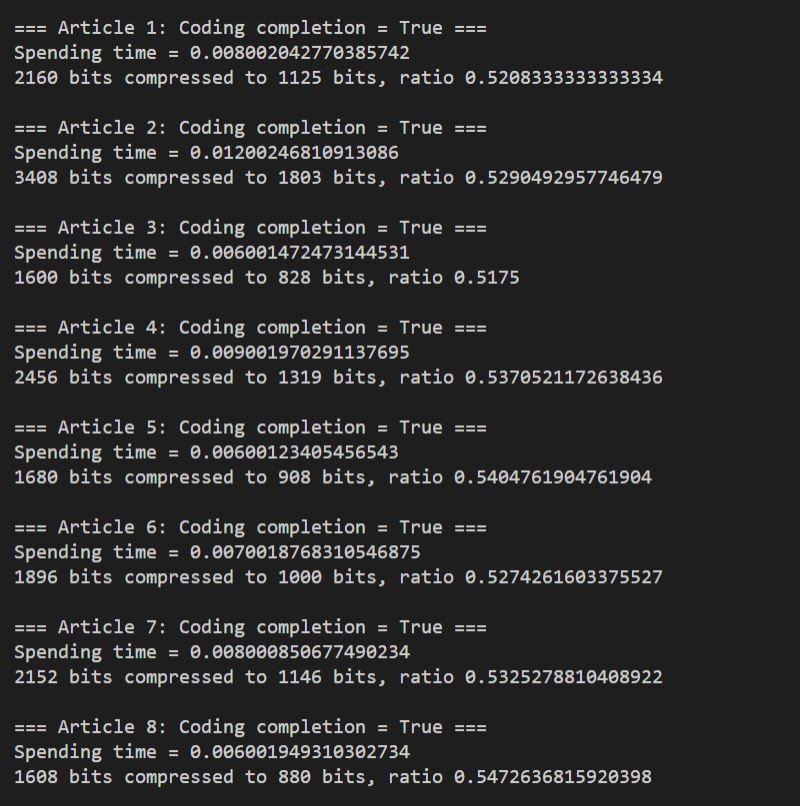 === Article 1: Coding completion = True ===
Spending time = 0.008002042770385742
2160 bits compressed to 1125 bits, ratio 0.5208333333333334
=== Article 2: Coding completion = True ===
Spending time = 0.01200246810913086
3408 bits compressed to 1803 bits, ratio 0.5290492957746479
=== Article 3: Coding completion = True ===
Spending time = 0.006001472473144531
1600 bits compressed to 828 bits, ratio 0.5175
=== Article 4: Coding completion = True ===
Spending time = 0.009001970291137695
2456 bits compressed to 1319 bits, ratio 0.5370521172638436
=== Article 5: Coding completion = True ===
Spending time = 0.00600123405456543
1680 bits compressed to 908 bits, ratio 0.5404761904761904
=== Article 6: Coding completion = True ===
Spending time = 0.0070018768310546875
1896 bits compressed to 1000 bits, ratio 0.5274261603375527
=== Article 7: Coding completion = True ===
Spending time = 0.008000850677490234
2152 bits compressed to 1146 bits, ratio 0.5325278810408922
=== Article 8: Coding completion = True ===
Spending time = 0.006001949310302734
1608 bits compressed to 880 bits, ratio 0.5472636815920398